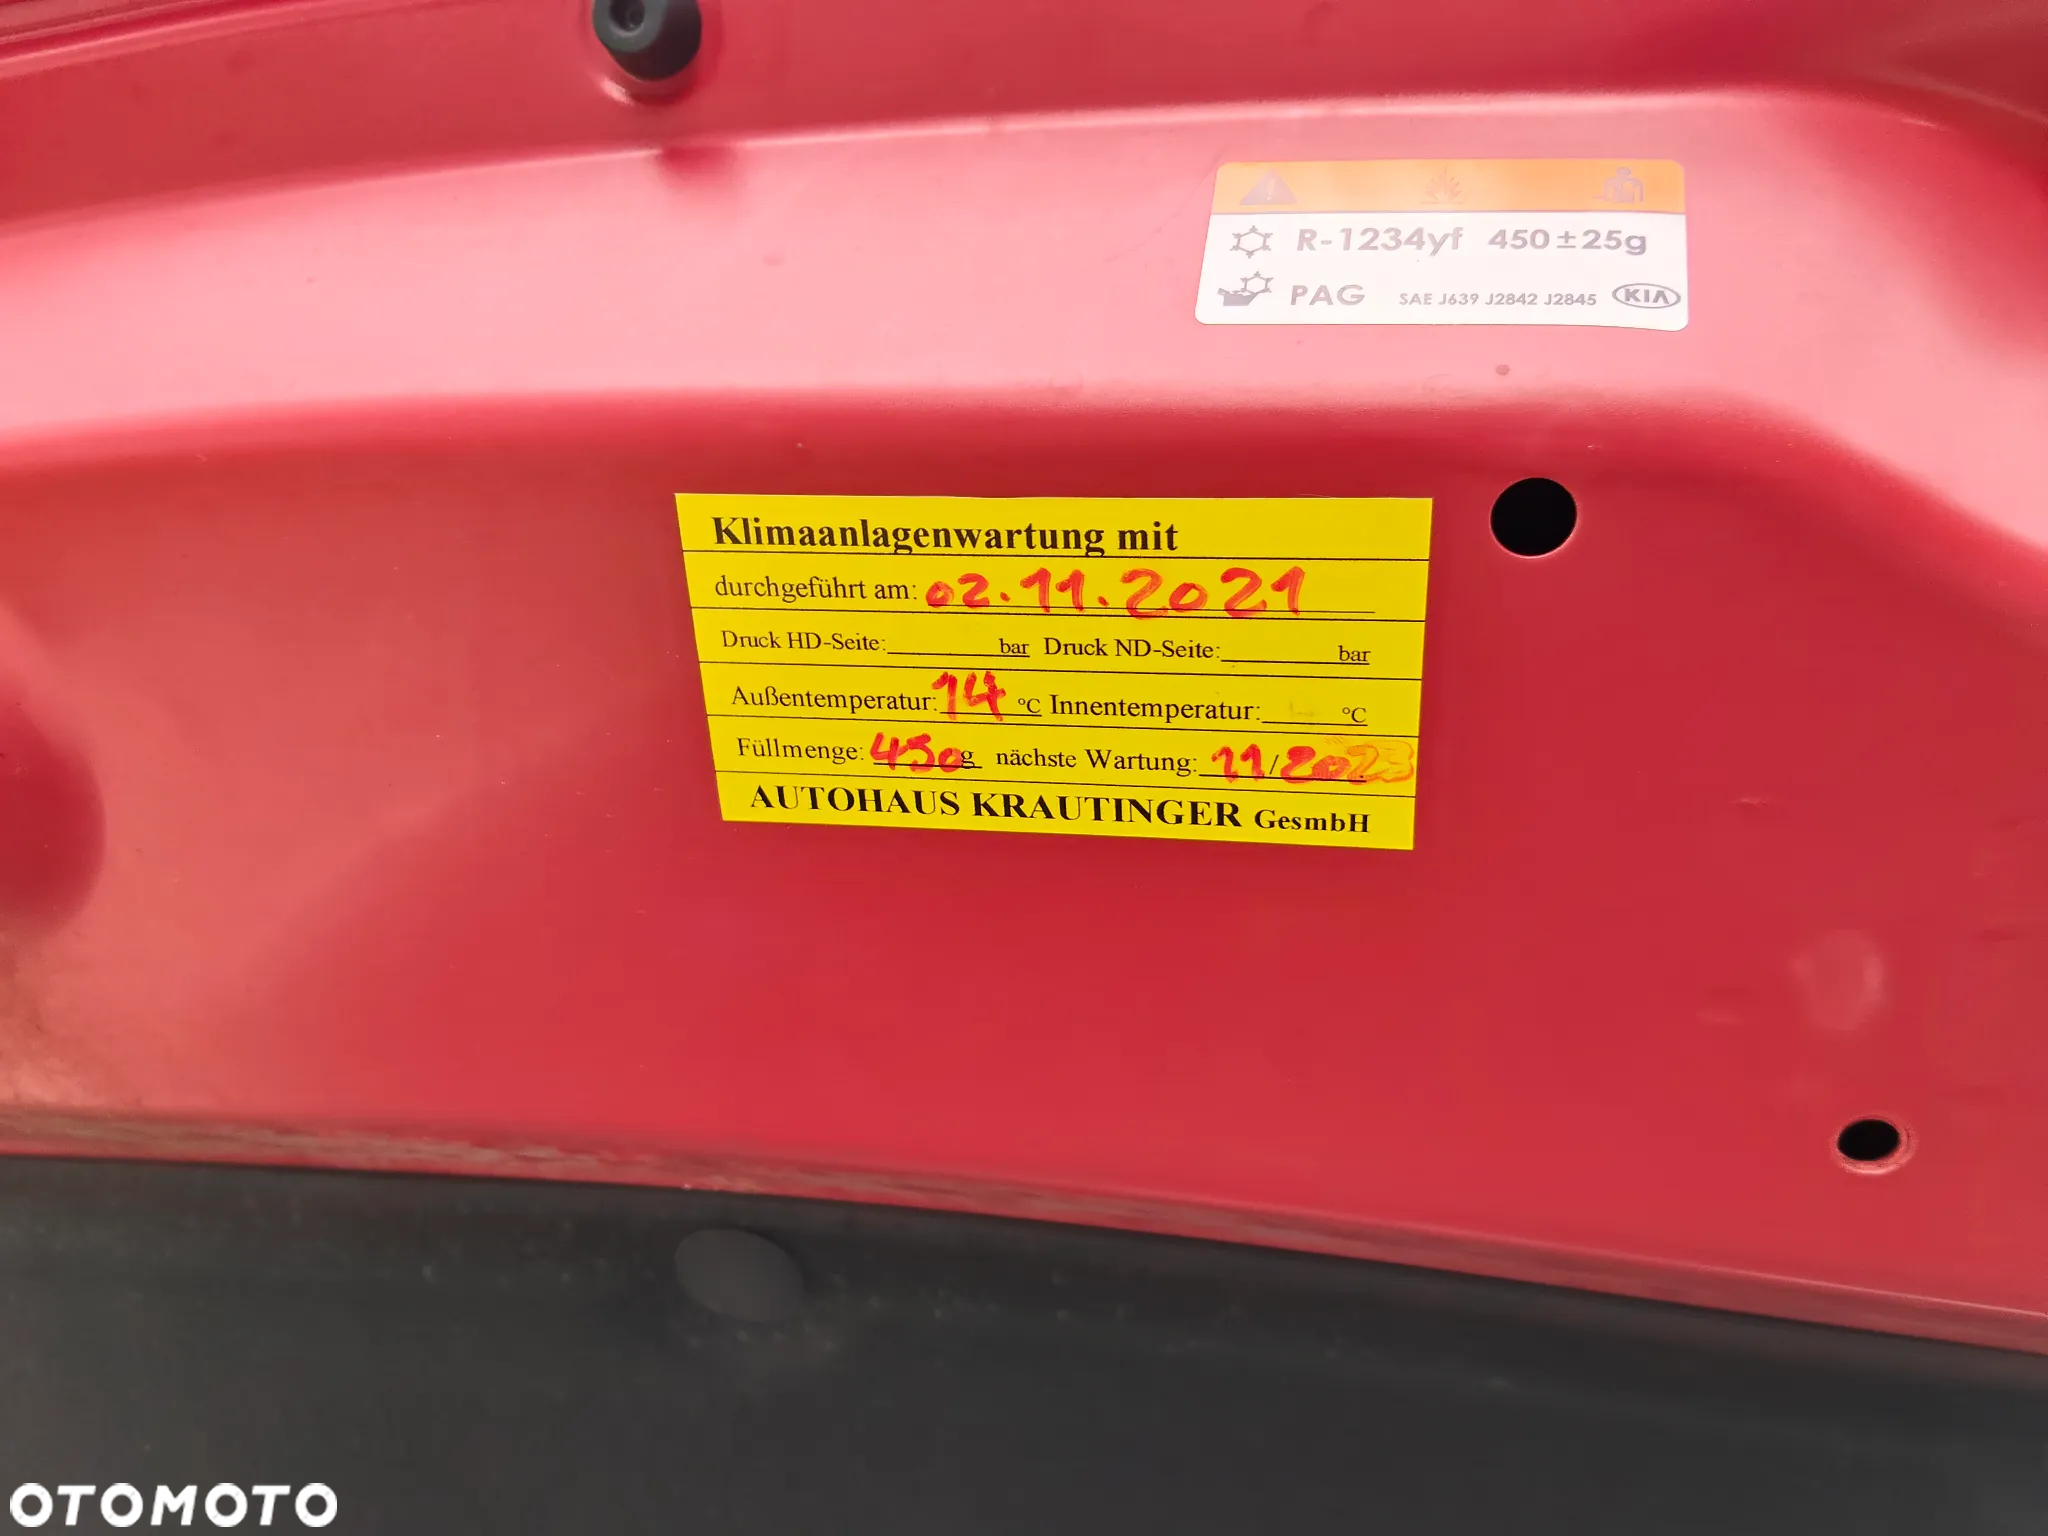 R-1234yf 450±25g
PAG SAE J639 J2842 J2845 KIA
Klimaanlagenwartung mit
durchgeführt am: 02.11.2021
Druck HD-Seite: bar Druck ND-Seite: bar
Außentemperatur: 14 °C Innentemperatur: °C
Füllmenge: 450g nächste Wartung: 11/2023
AUTOHAUS KRAUTINGER GesmbH
OTOMOTO